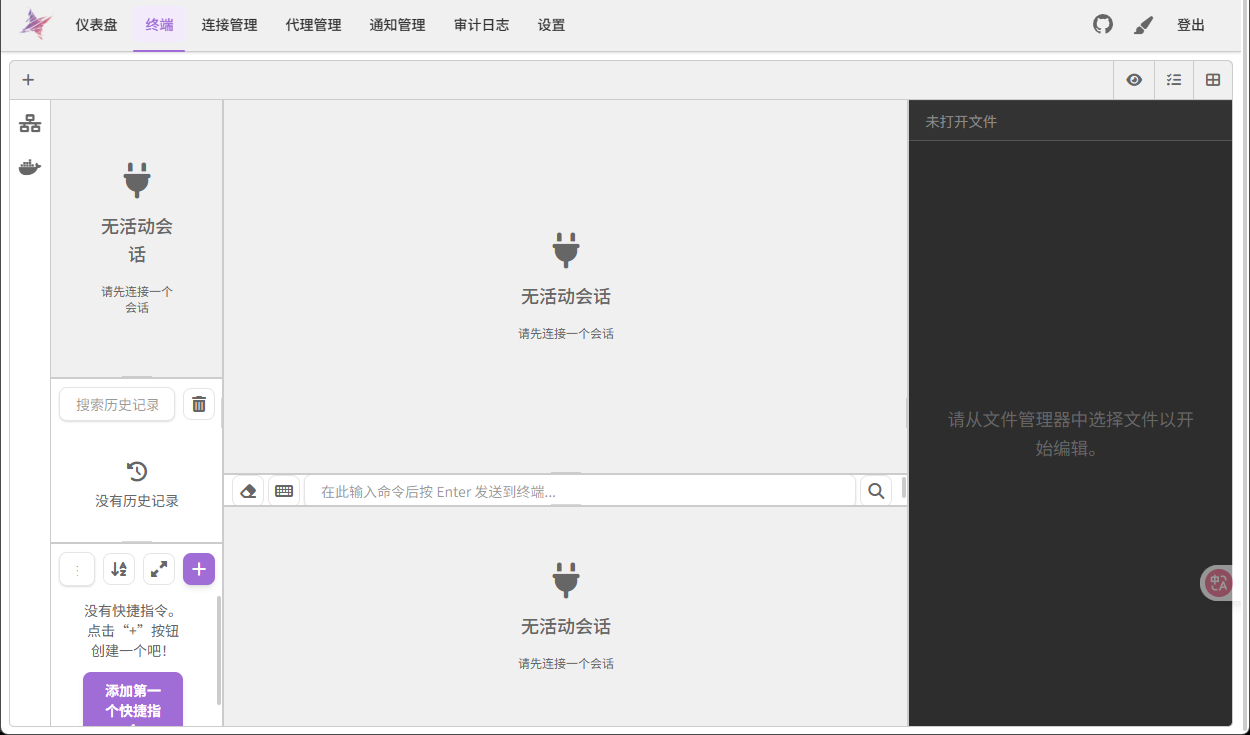 仪表盘 终端 连接管理 代理管理 通知管理 审计日志 设置 登出
无活动会
话
请先连接一个
会话
搜索历史记录
没有历史记录
没有快捷指令。
点击“+”按钮
创建一个吧！
添加第一
个快捷指
无活动会话
请先连接一个会话
在此输入命令后按 Enter 发送到终端...
无活动会话
请先连接一个会话
未打开文件
请从文件管理器中选择文件以开
始编辑。